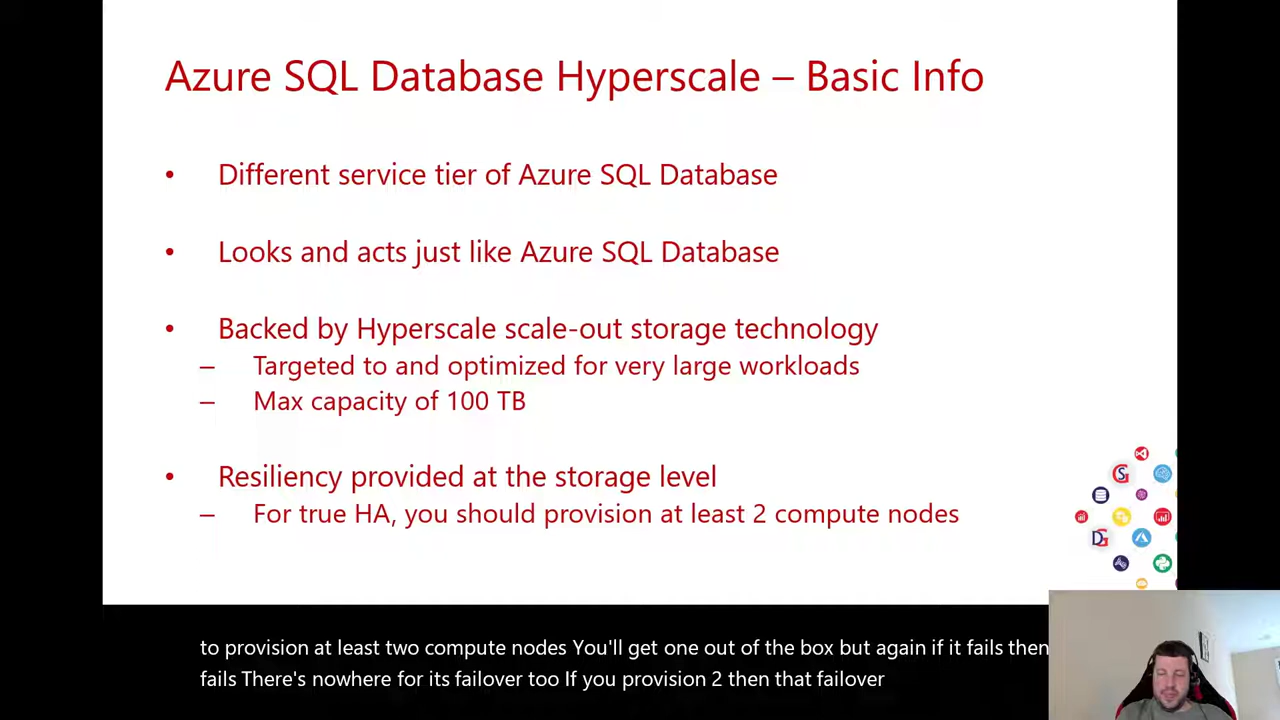 Azure SQL Database Hyperscale – Basic Info
• Different service tier of Azure SQL Database
• Looks and acts just like Azure SQL Database
• Backed by Hyperscale scale-out storage technology
– Targeted to and optimized for very large workloads
– Max capacity of 100 TB
• Resiliency provided at the storage level
– For true HA, you should provision at least 2 compute nodes
to provision at least two compute nodes You'll get one out of the box but again if it fails then
fails There's nowhere for its failover too If you provision 2 then that failover